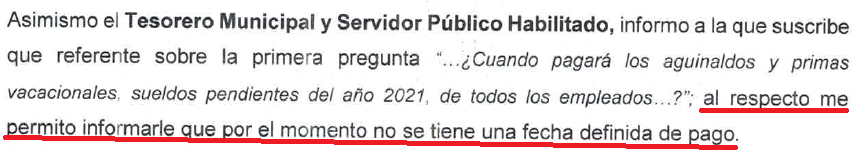 Asimismo el Tesorero Municipal y Servidor Público Habilitado, informo a la que suscribe
que referente sobre la primera pregunta “...¿Cuando pagará los aguinaldos y primas
vacacionales, sueldos pendientes del año 2021, de todos los empleados...?”; al respecto me
permito informarle que por el momento no se tiene una fecha definida de pago.